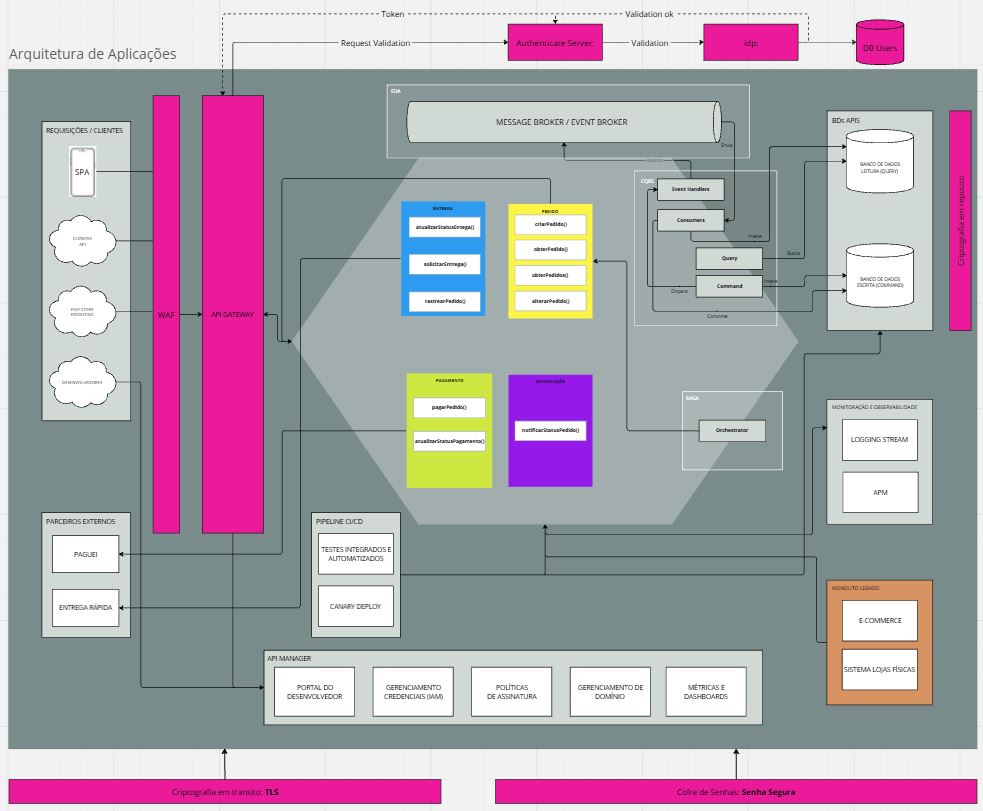 Token
Validation ok
Request Validation
Authenticate Server:
Validation
idp:
DB Users
Arquitetura de Aplicações
EDA
MESSAGE BROKER / EVENT BROKER
Envia
REQUISIÇÕES / CLIENTES
SPA
CLIENTES
API
DESENVOLVEDORES
WAF
API GATEWAY
ENTREGA
atualizarStatusEntega()
solicitarEntrega()
rastrearPedido()
PEDIDO
criarPedido()
obterPedido()
obterPedidos()
alterarPedido()
CQRS
Event Handlers
Consumers
Insere
Query
Busca
Command
Insere
Dispara
Consome
BDs APIS
BANCO DE DADOS
LEITURA (QUERY)
BANCO DE DADOS
ESCRITA (COMMAND)
Criptografia em repouso
PAGAMENTO
pagarPedido()
atualizarStatusPagamento()
NOTIFICAÇÃO
notificarStatusPedido()
SAGA
Orchestrator
MONITORAÇÃO E OBSERVABILIDADE
LOGGING STREAM
APM
PARCEIROS EXTERNOS
PAGUEI
ENTREGA RÁPIDA
PIPELINE CI/CD
TESTES INTEGRADOS E
AUTOMATIZADOS
CANARY DEPLOY
MONOLITO LEGADO
E-COMMERCE
SISTEMA LOJAS FÍSICAS
API MANAGER
PORTAL DO
DESENVOLVEDOR
GERENCIAMENTO
CREDENCIAIS (IAM)
POLÍTICAS
DE ASSINATURA
GERENCIAMENTO DE
DOMÍNIO
MÉTRICAS E
DASHBOARDS
Criptografia em transito: TLS
Cofre de Senhas: Senha Segura